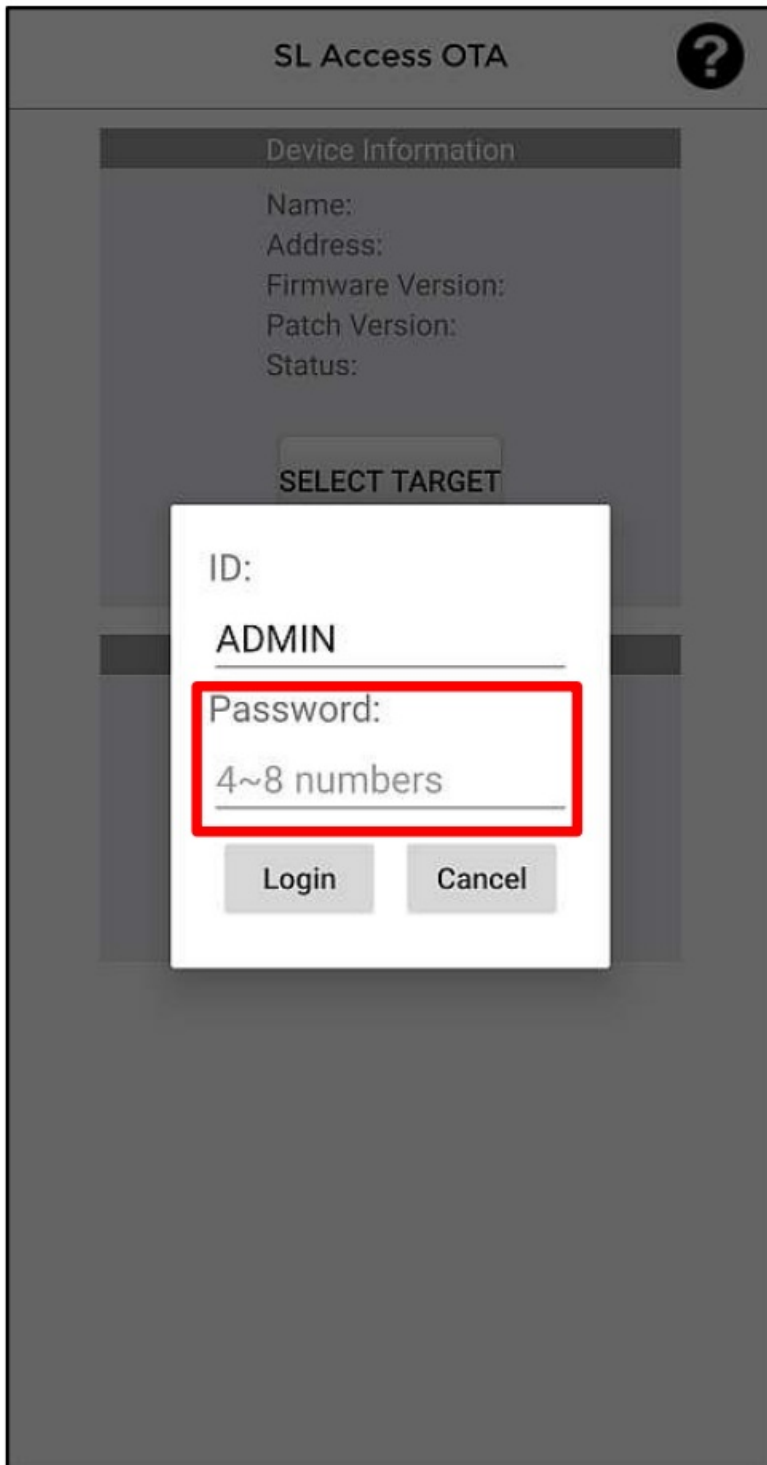 SL Access OTA
?
Device Information
Name:
Address:
Firmware Version:
Patch Version:
Status:
SELECT TARGET
ID:
ADMIN
Password:
4~8 numbers
Login Cancel